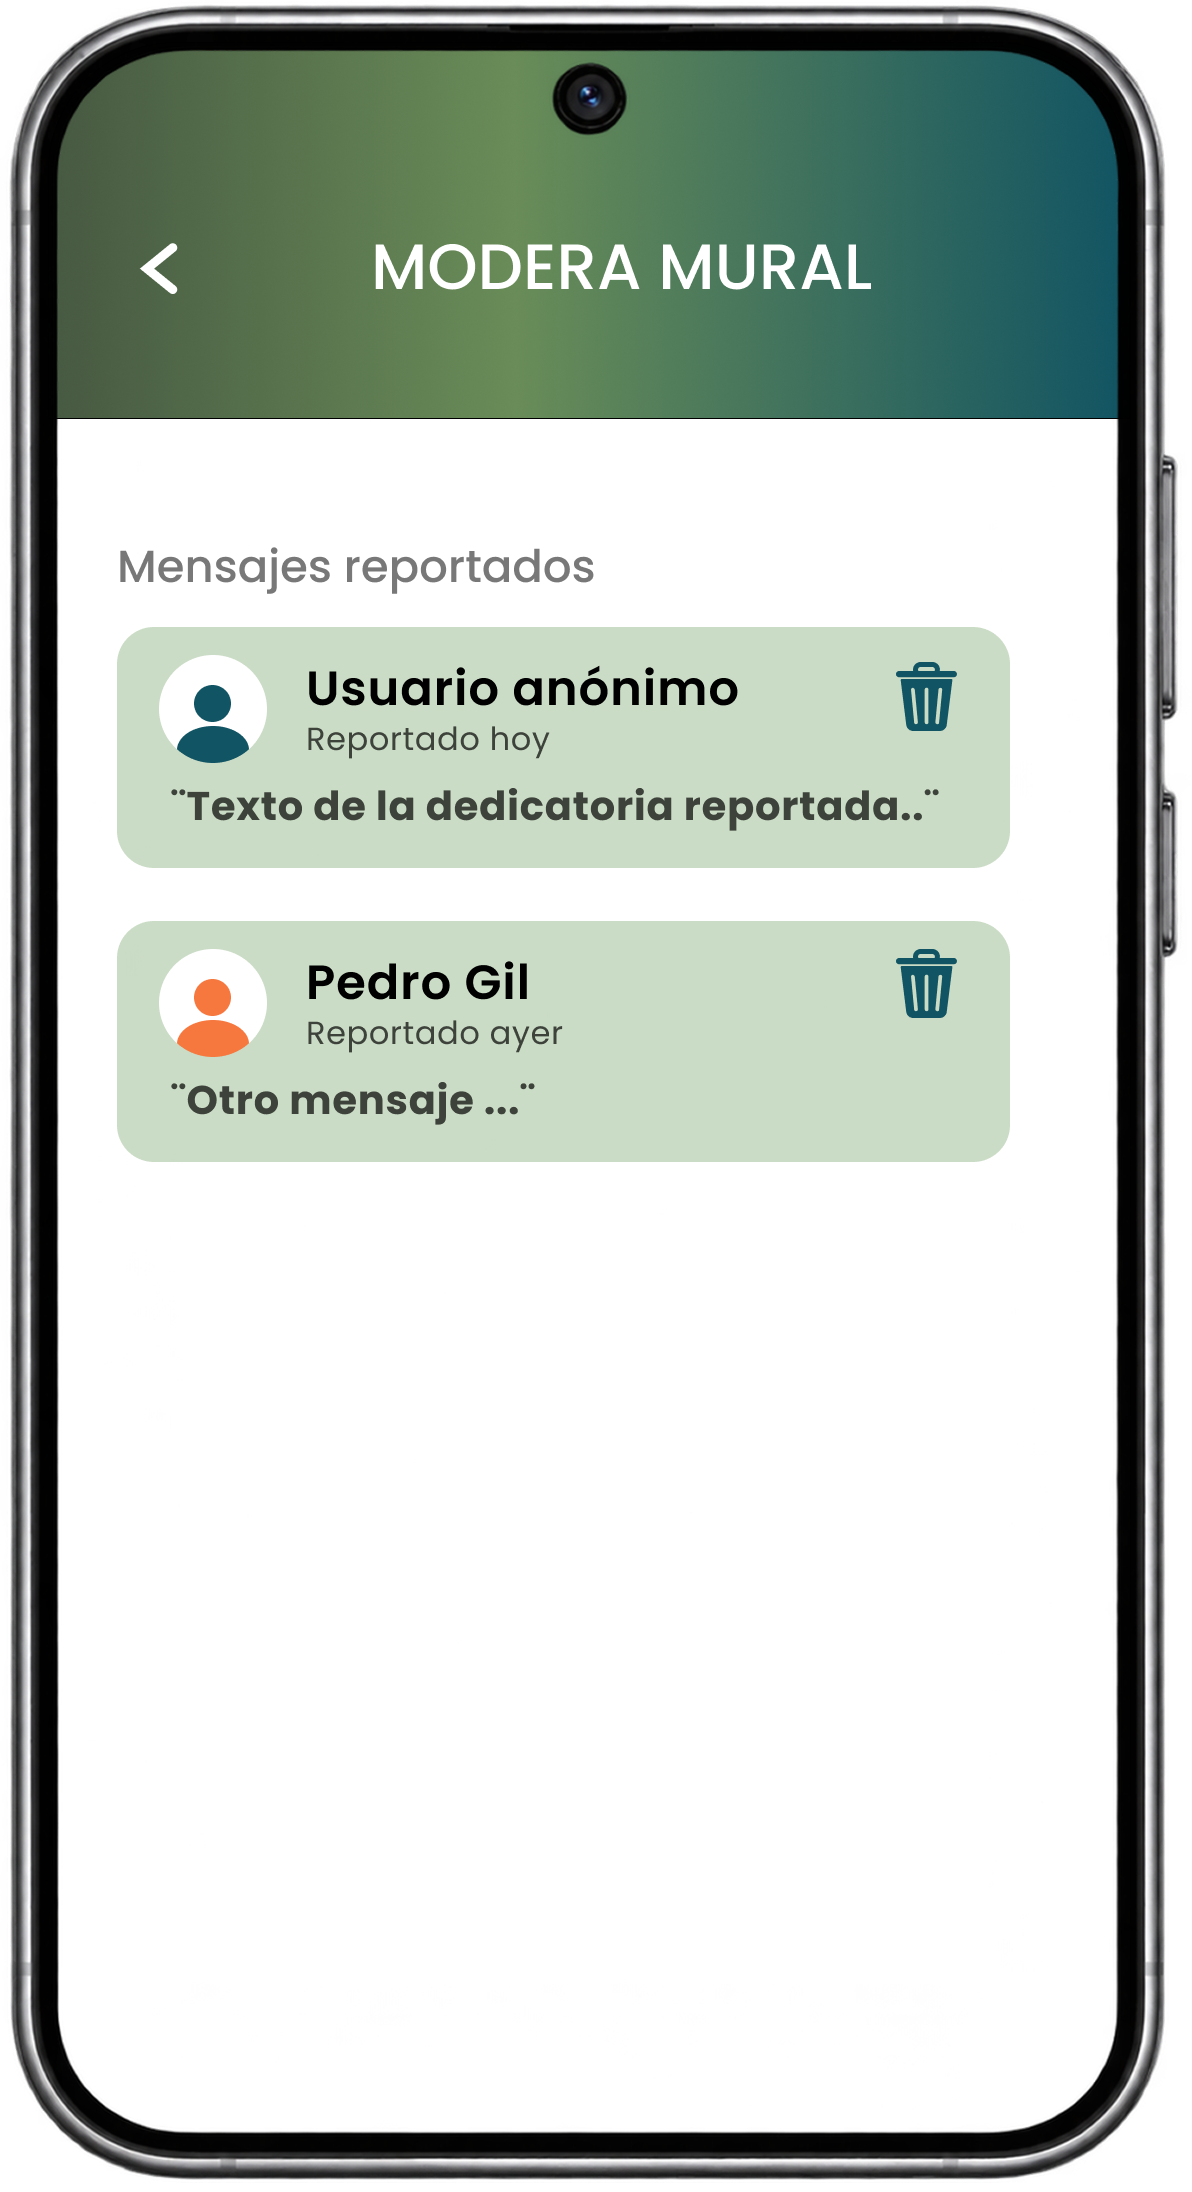 MODERA MURAL
Mensajes reportados
Usuario anónimo
Reportado hoy
¨Texto de la dedicatoria reportada..¨
Pedro Gil
Reportado ayer
¨Otro mensaje ...¨